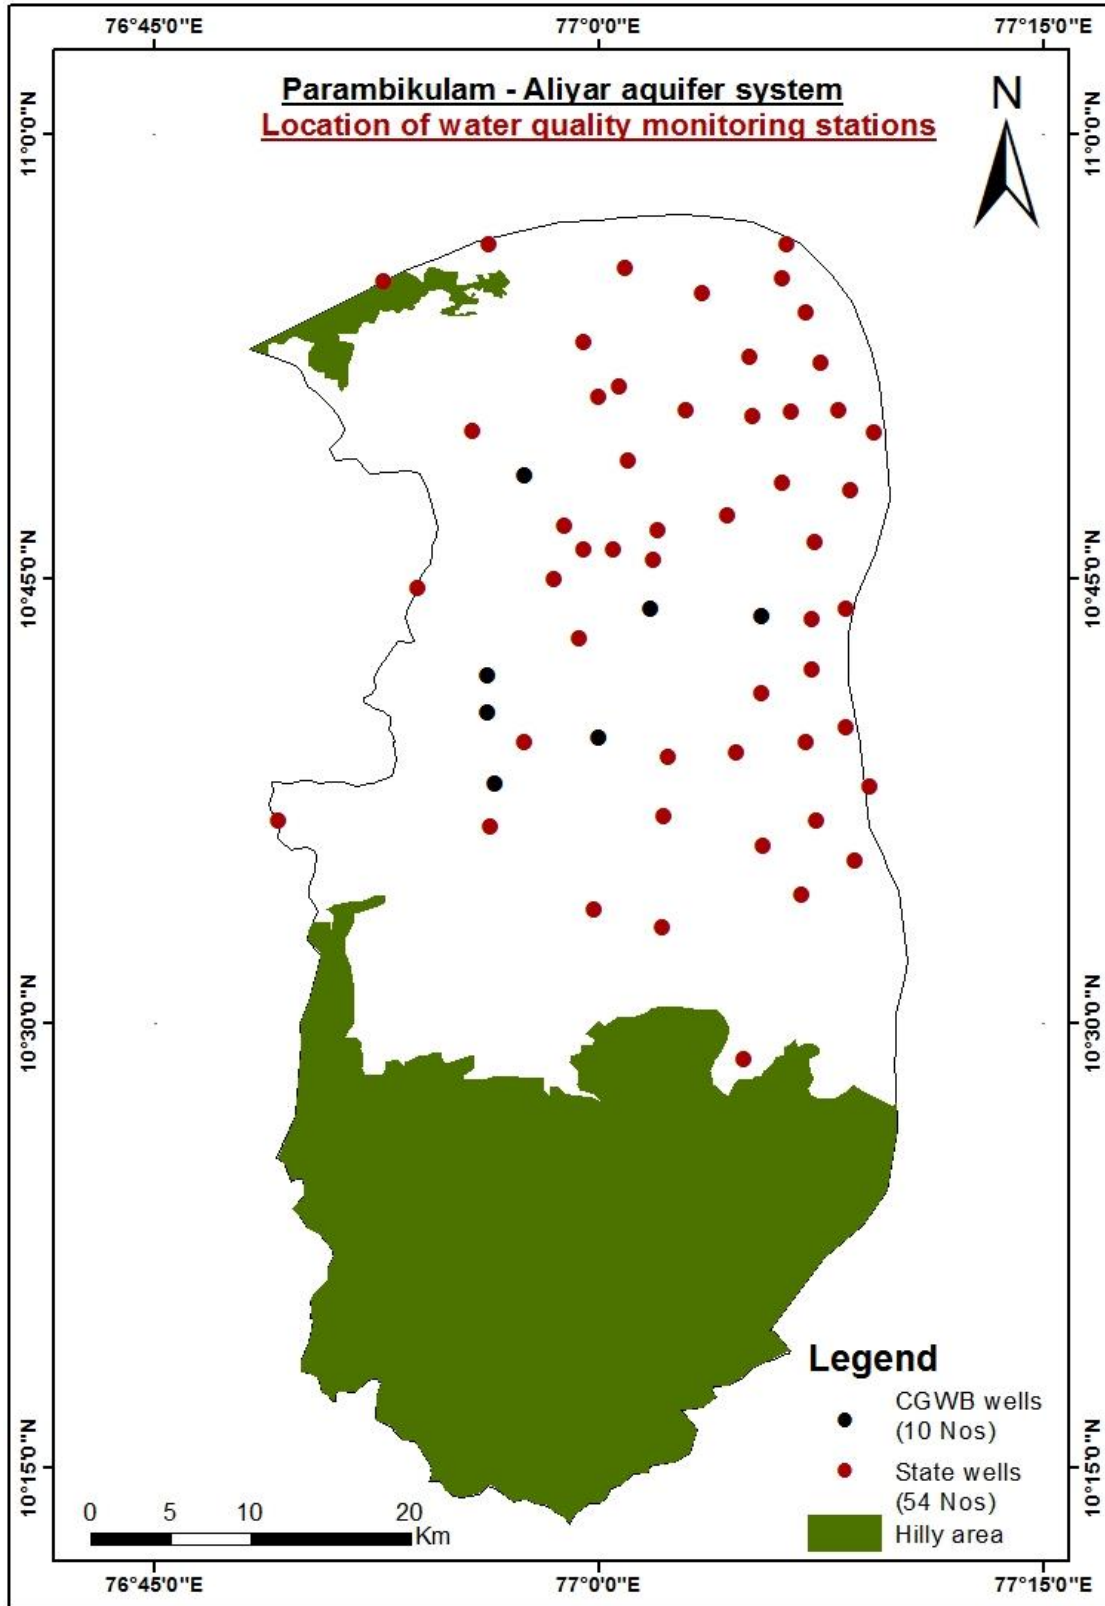 76°45'0"E 77°0'0"E 77°15'0"E
Parambikulam - Aliyar aquifer system
Location of water quality monitoring stations
N
11°0'0"N 11°0'0"N
10°45'0"N 10°45'0"N
10°30'0"N 10°30'0"N
10°15'0"N 10°15'0"N
Legend
CGWB wells
(10 Nos)
State wells
(54 Nos)
Hilly area
0 5 10 20
Km
76°45'0"E 77°0'0"E 77°15'0"E